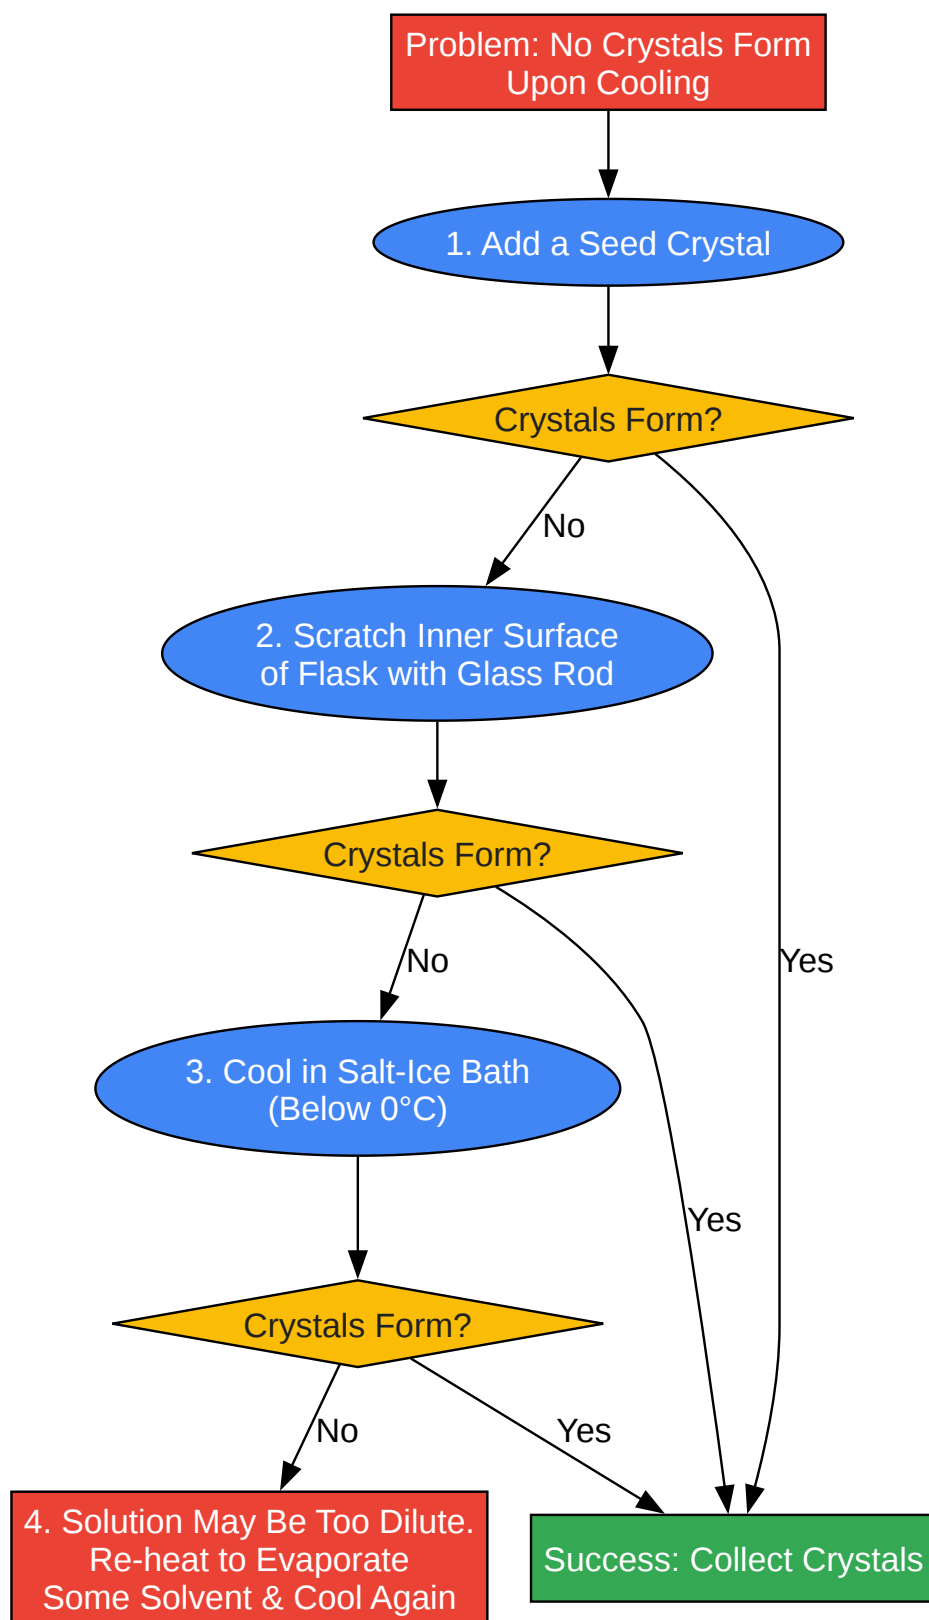 Problem: No Crystals Form
Upon Cooling
1. Add a Seed Crystal
Crystals Form?
No
2. Scratch Inner Surface
of Flask with Glass Rod
Crystals Form?
No
Yes
3. Cool in Salt-Ice Bath
(Below 0°C)
Yes
Crystals Form?
No
Yes
4. Solution May Be Too Dilute.
Re-heat to Evaporate
Some Solvent & Cool Again
Success: Collect Crystals